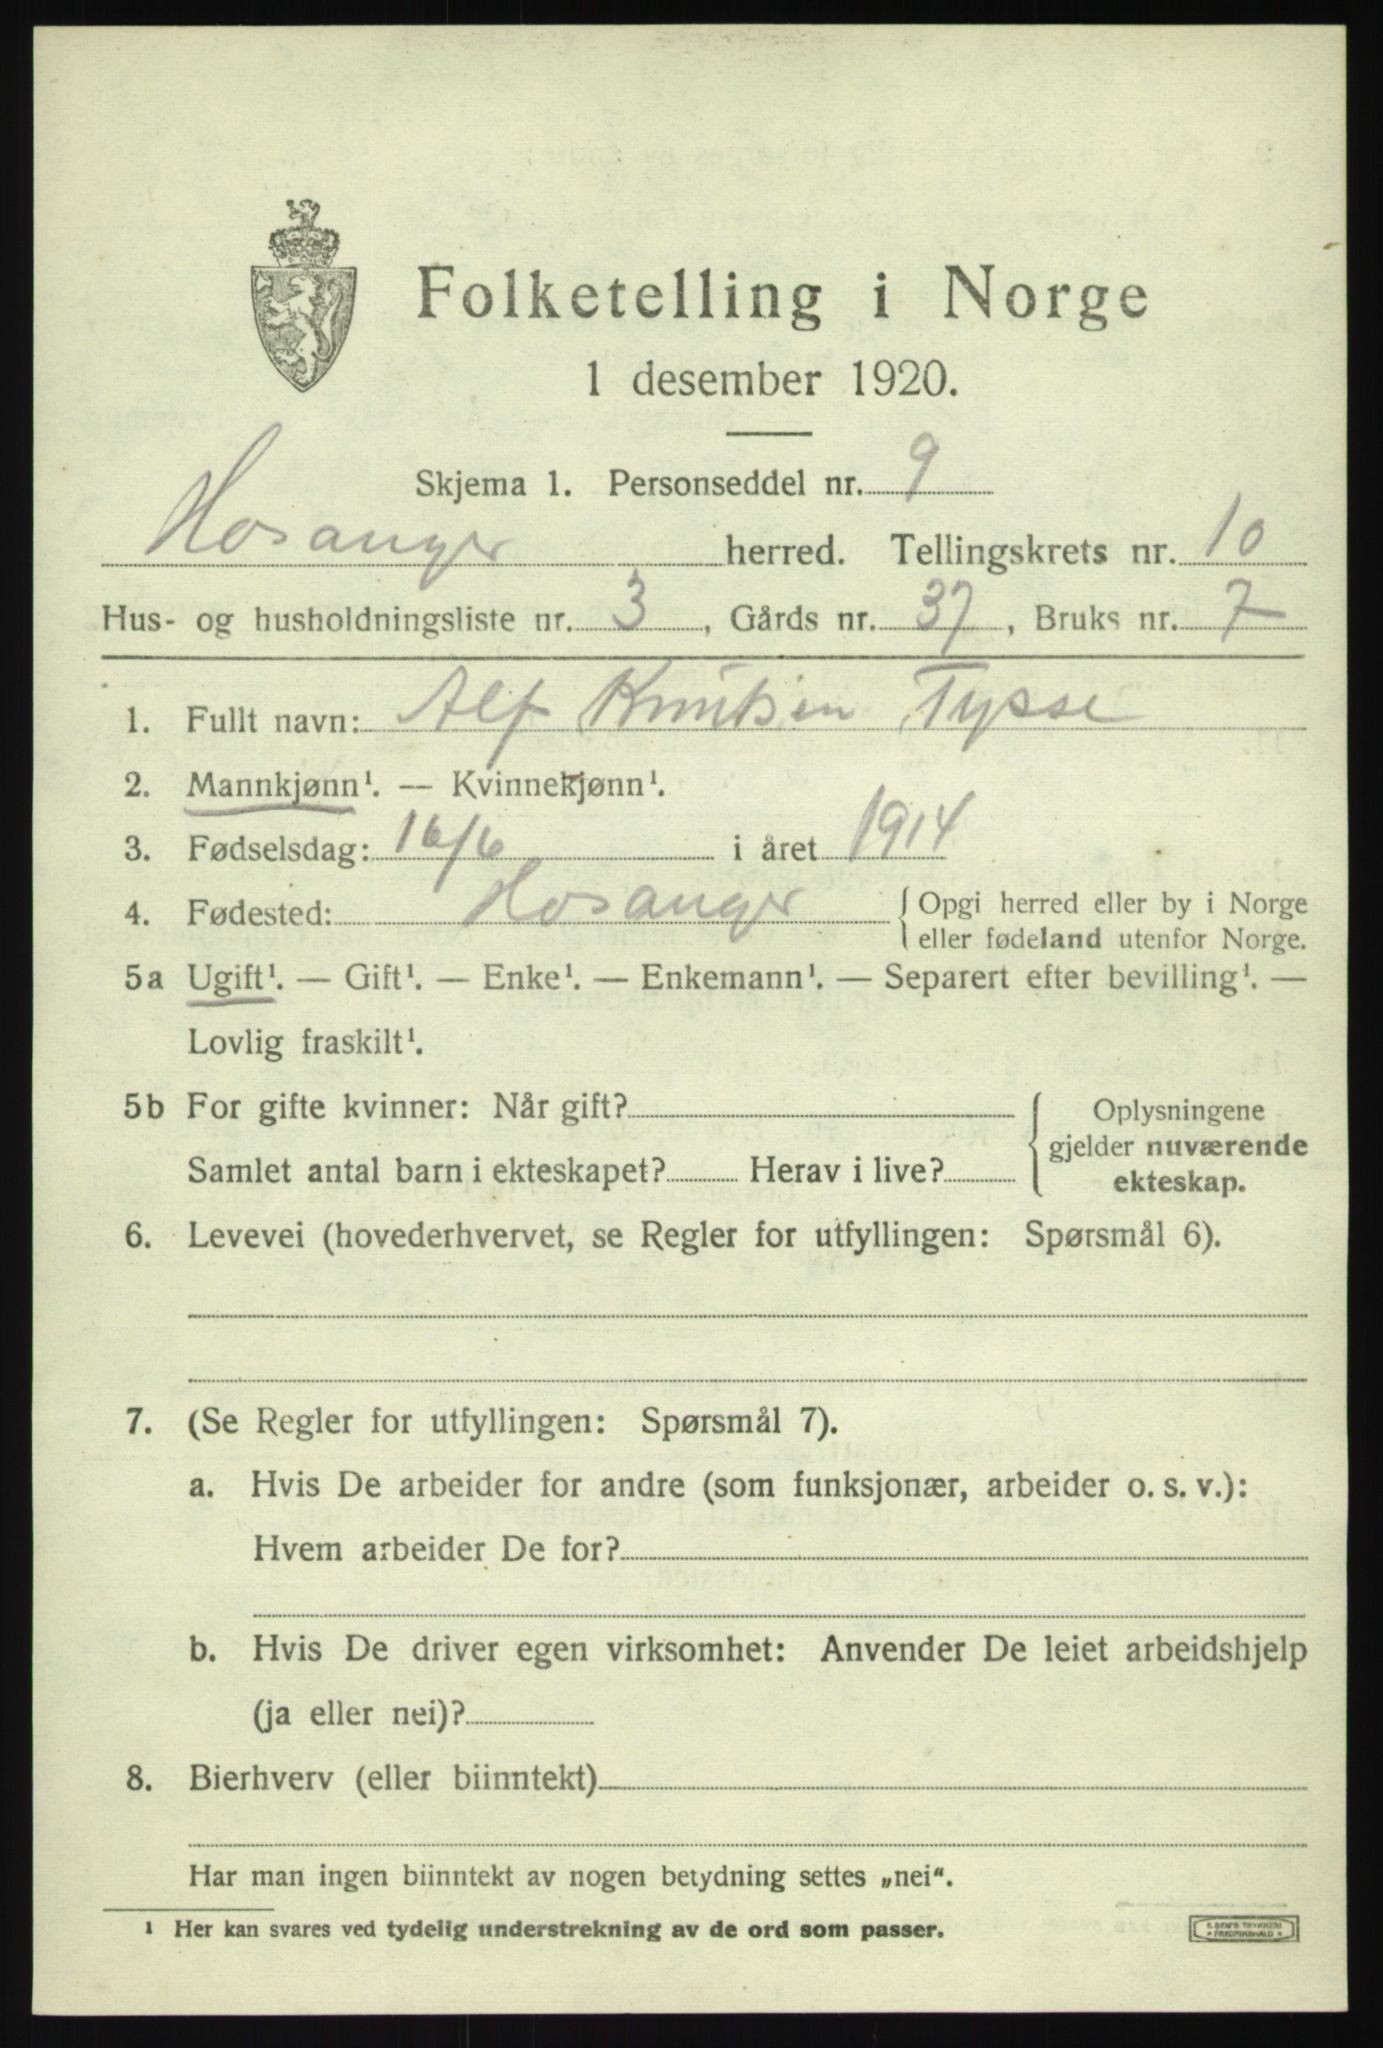 Folketelling i Norge
1 desember 1920.
Skjema 1. Personseddel nr. 9
Hosanger herred. Tellingskrets nr. 10
Hus- og husholdningsliste nr. 3, Gårds nr. 37, Bruks nr. 7
1. Fullt navn: Alf Knutsen Tysse
2. Mannkjønn¹. — Kvinnekjønn¹.
3. Fødselsdag: 16/6 i året 1914
4. Fødested: Hosanger { Opgi herred eller by i Norge
eller fødeland utenfor Norge.
5a Ugift¹. — Gift¹. — Enke¹. — Enkemann¹. — Separert efter bevilling¹. —
Lovlig fraskilt¹.
5b For gifte kvinner: Når gift? { Oplysningene
gjelder nuværende
Samlet antal barn i ekteskapet? Herav i live? ekteskap.
6. Levevei (hovederhvervet, se Regler for utfyllingen: Spørsmål 6).
7. (Se Regler for utfyllingen: Spørsmål 7).
a. Hvis De arbeider for andre (som funksjonær, arbeider o. s. v.):
Hvem arbeider De for?
b. Hvis De driver egen virksomhet: Anvender De leiet arbeidshjelp
(ja eller nei)?
8. Bierhverv (eller biinntekt)
Har man ingen biinntekt av nogen betydning settes „nei“.
¹ Her kan svares ved tydelig understrekning av de ord som passer.
TRYKKERI
FREDRIKSHALD